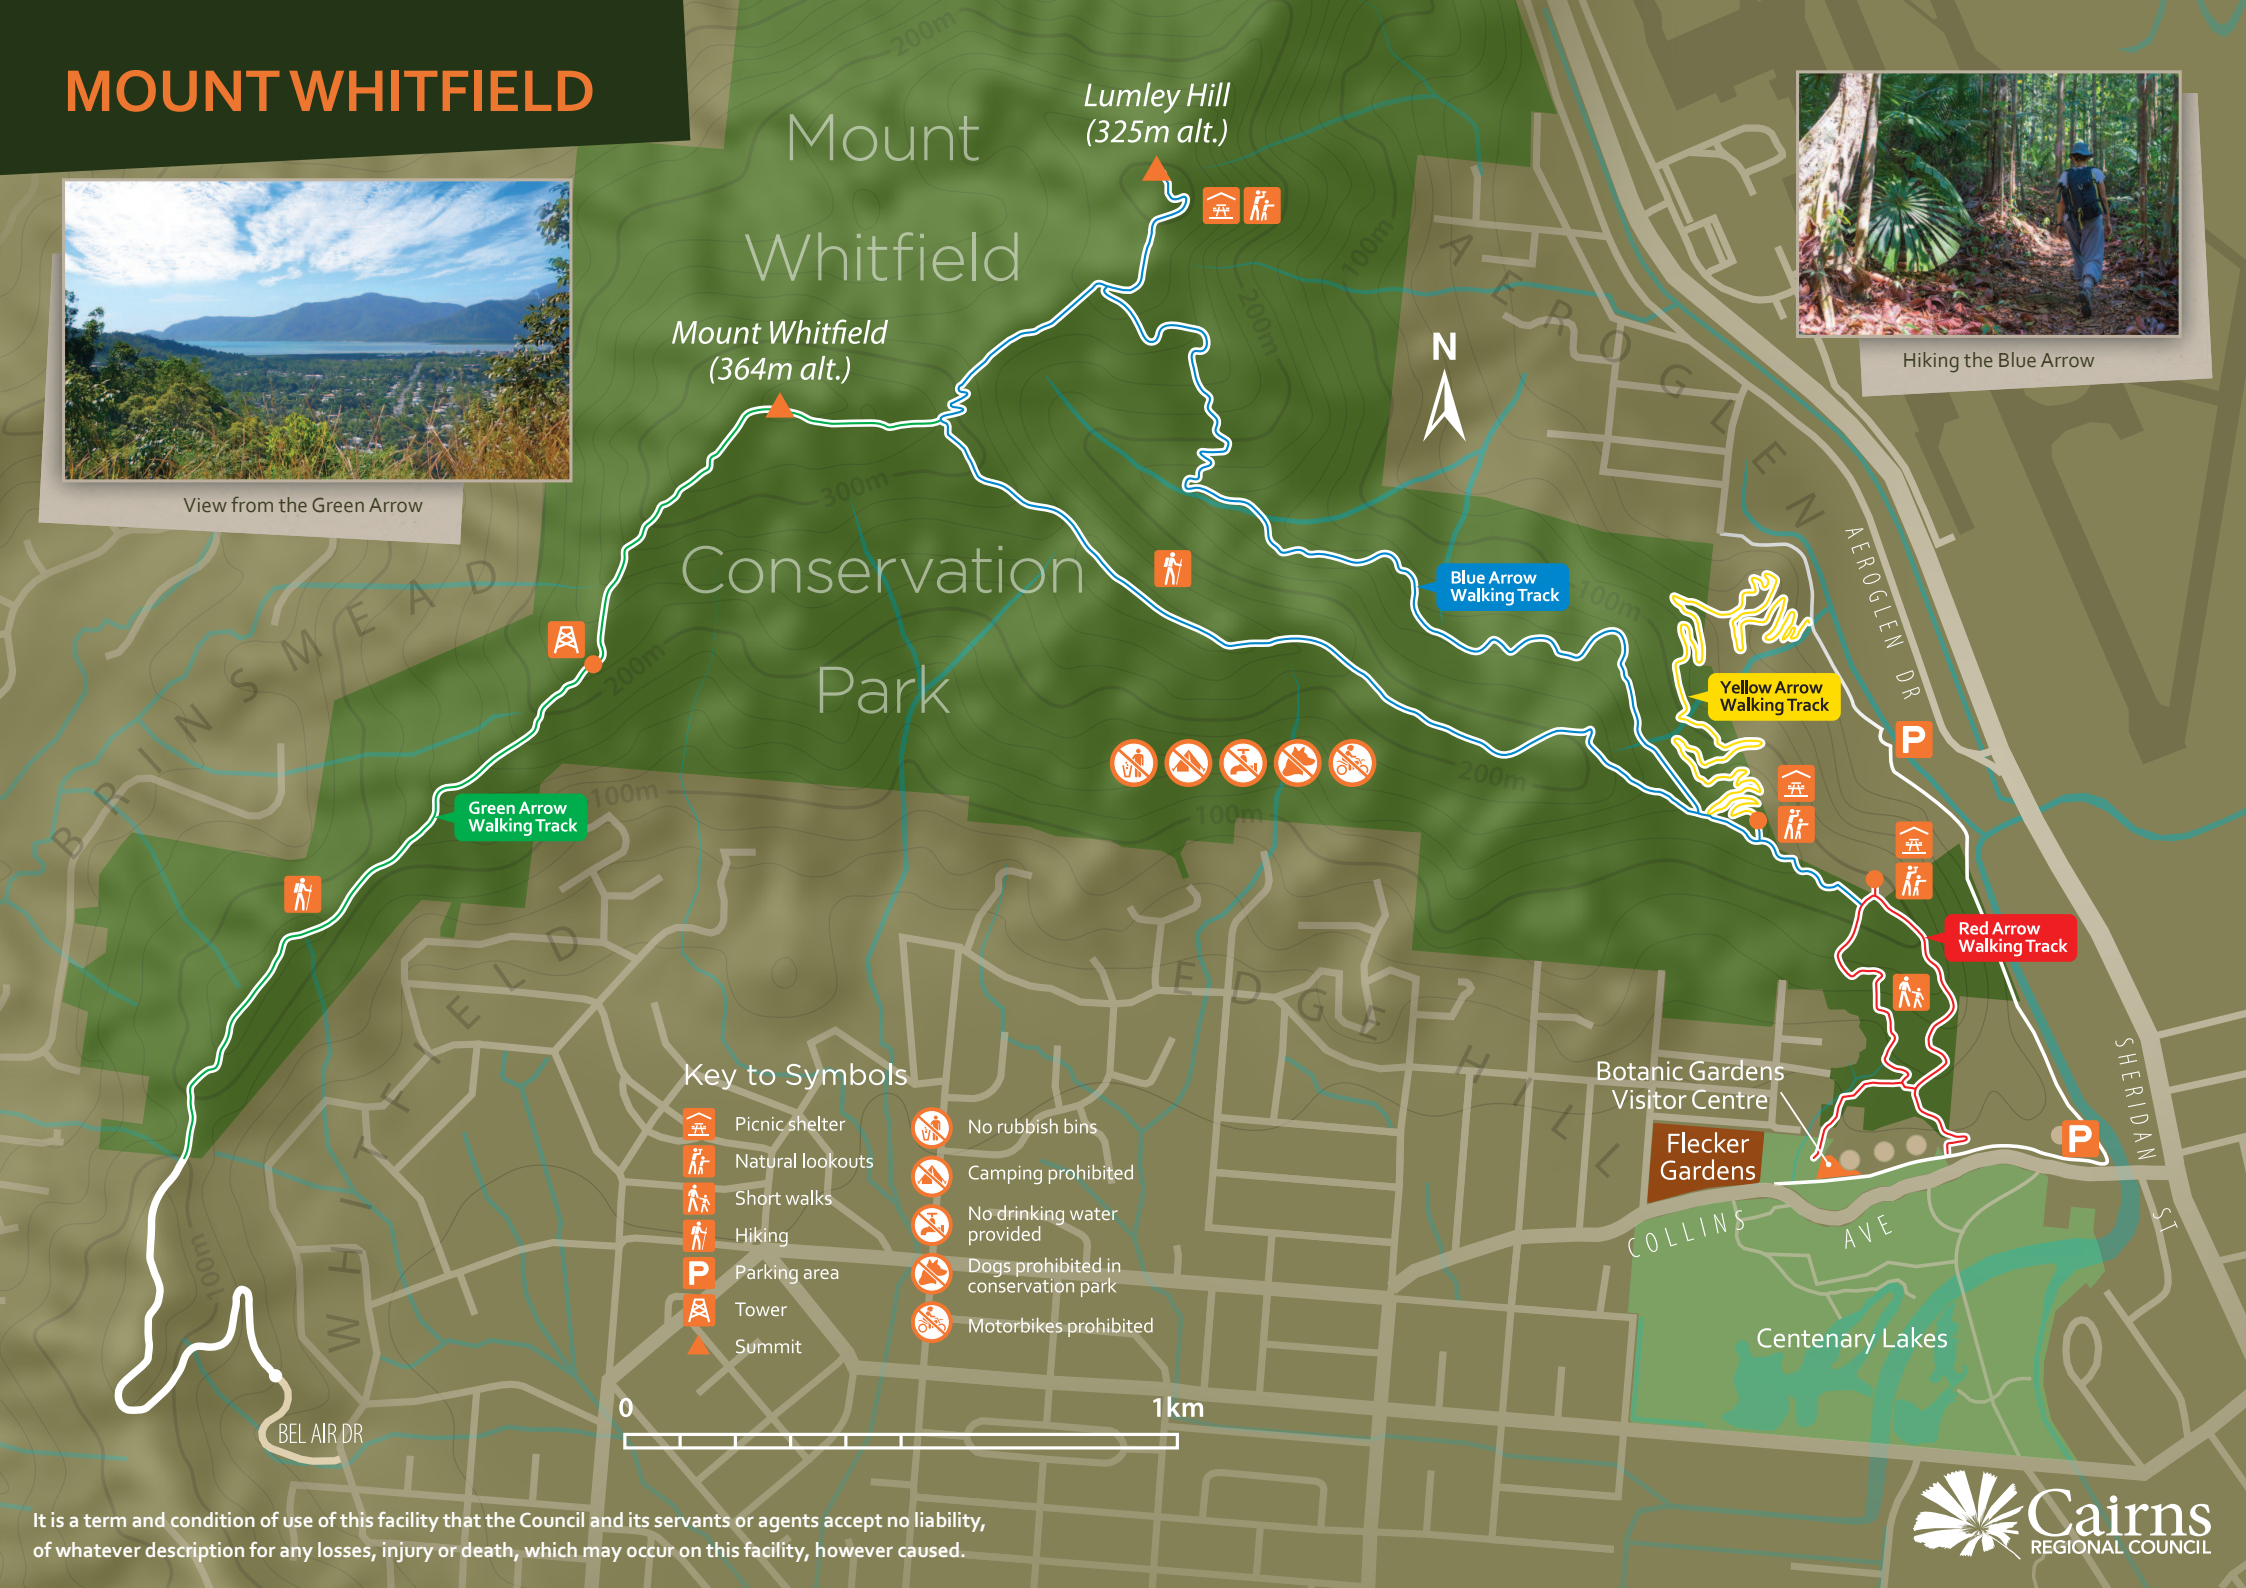 MOUNT WHITFIELD
Lumley Hill
(325m alt.)
Mount
Whitfield
Mount Whitfield
(364m alt.)
Conservation
Park
200m
100m
200m
300m
200m
100m
100m
200m
100m
100m
N
AEROGLEN
AEROGLEN DR
Hiking the Blue Arrow
View from the Green Arrow
BRINSMEAD
Blue Arrow
Walking Track
Yellow Arrow
Walking Track
P
Green Arrow
Walking Track
Red Arrow
Walking Track
WHITFIELD
EDGE HILL
SHERIDAN ST
Botanic Gardens
Visitor Centre
Flecker
Gardens
P
COLLINS AVE
Centenary Lakes
Key to Symbols
Picnic shelter
Natural lookouts
Short walks
Hiking
P Parking area
Tower
Summit
No rubbish bins
Camping prohibited
No drinking water
provided
Dogs prohibited in
conservation park
Motorbikes prohibited
0 1km
BEL AIR DR
It is a term and condition of use of this facility that the Council and its servants or agents accept no liability,
of whatever description for any losses, injury or death, which may occur on this facility, however caused.
Cairns
REGIONAL COUNCIL